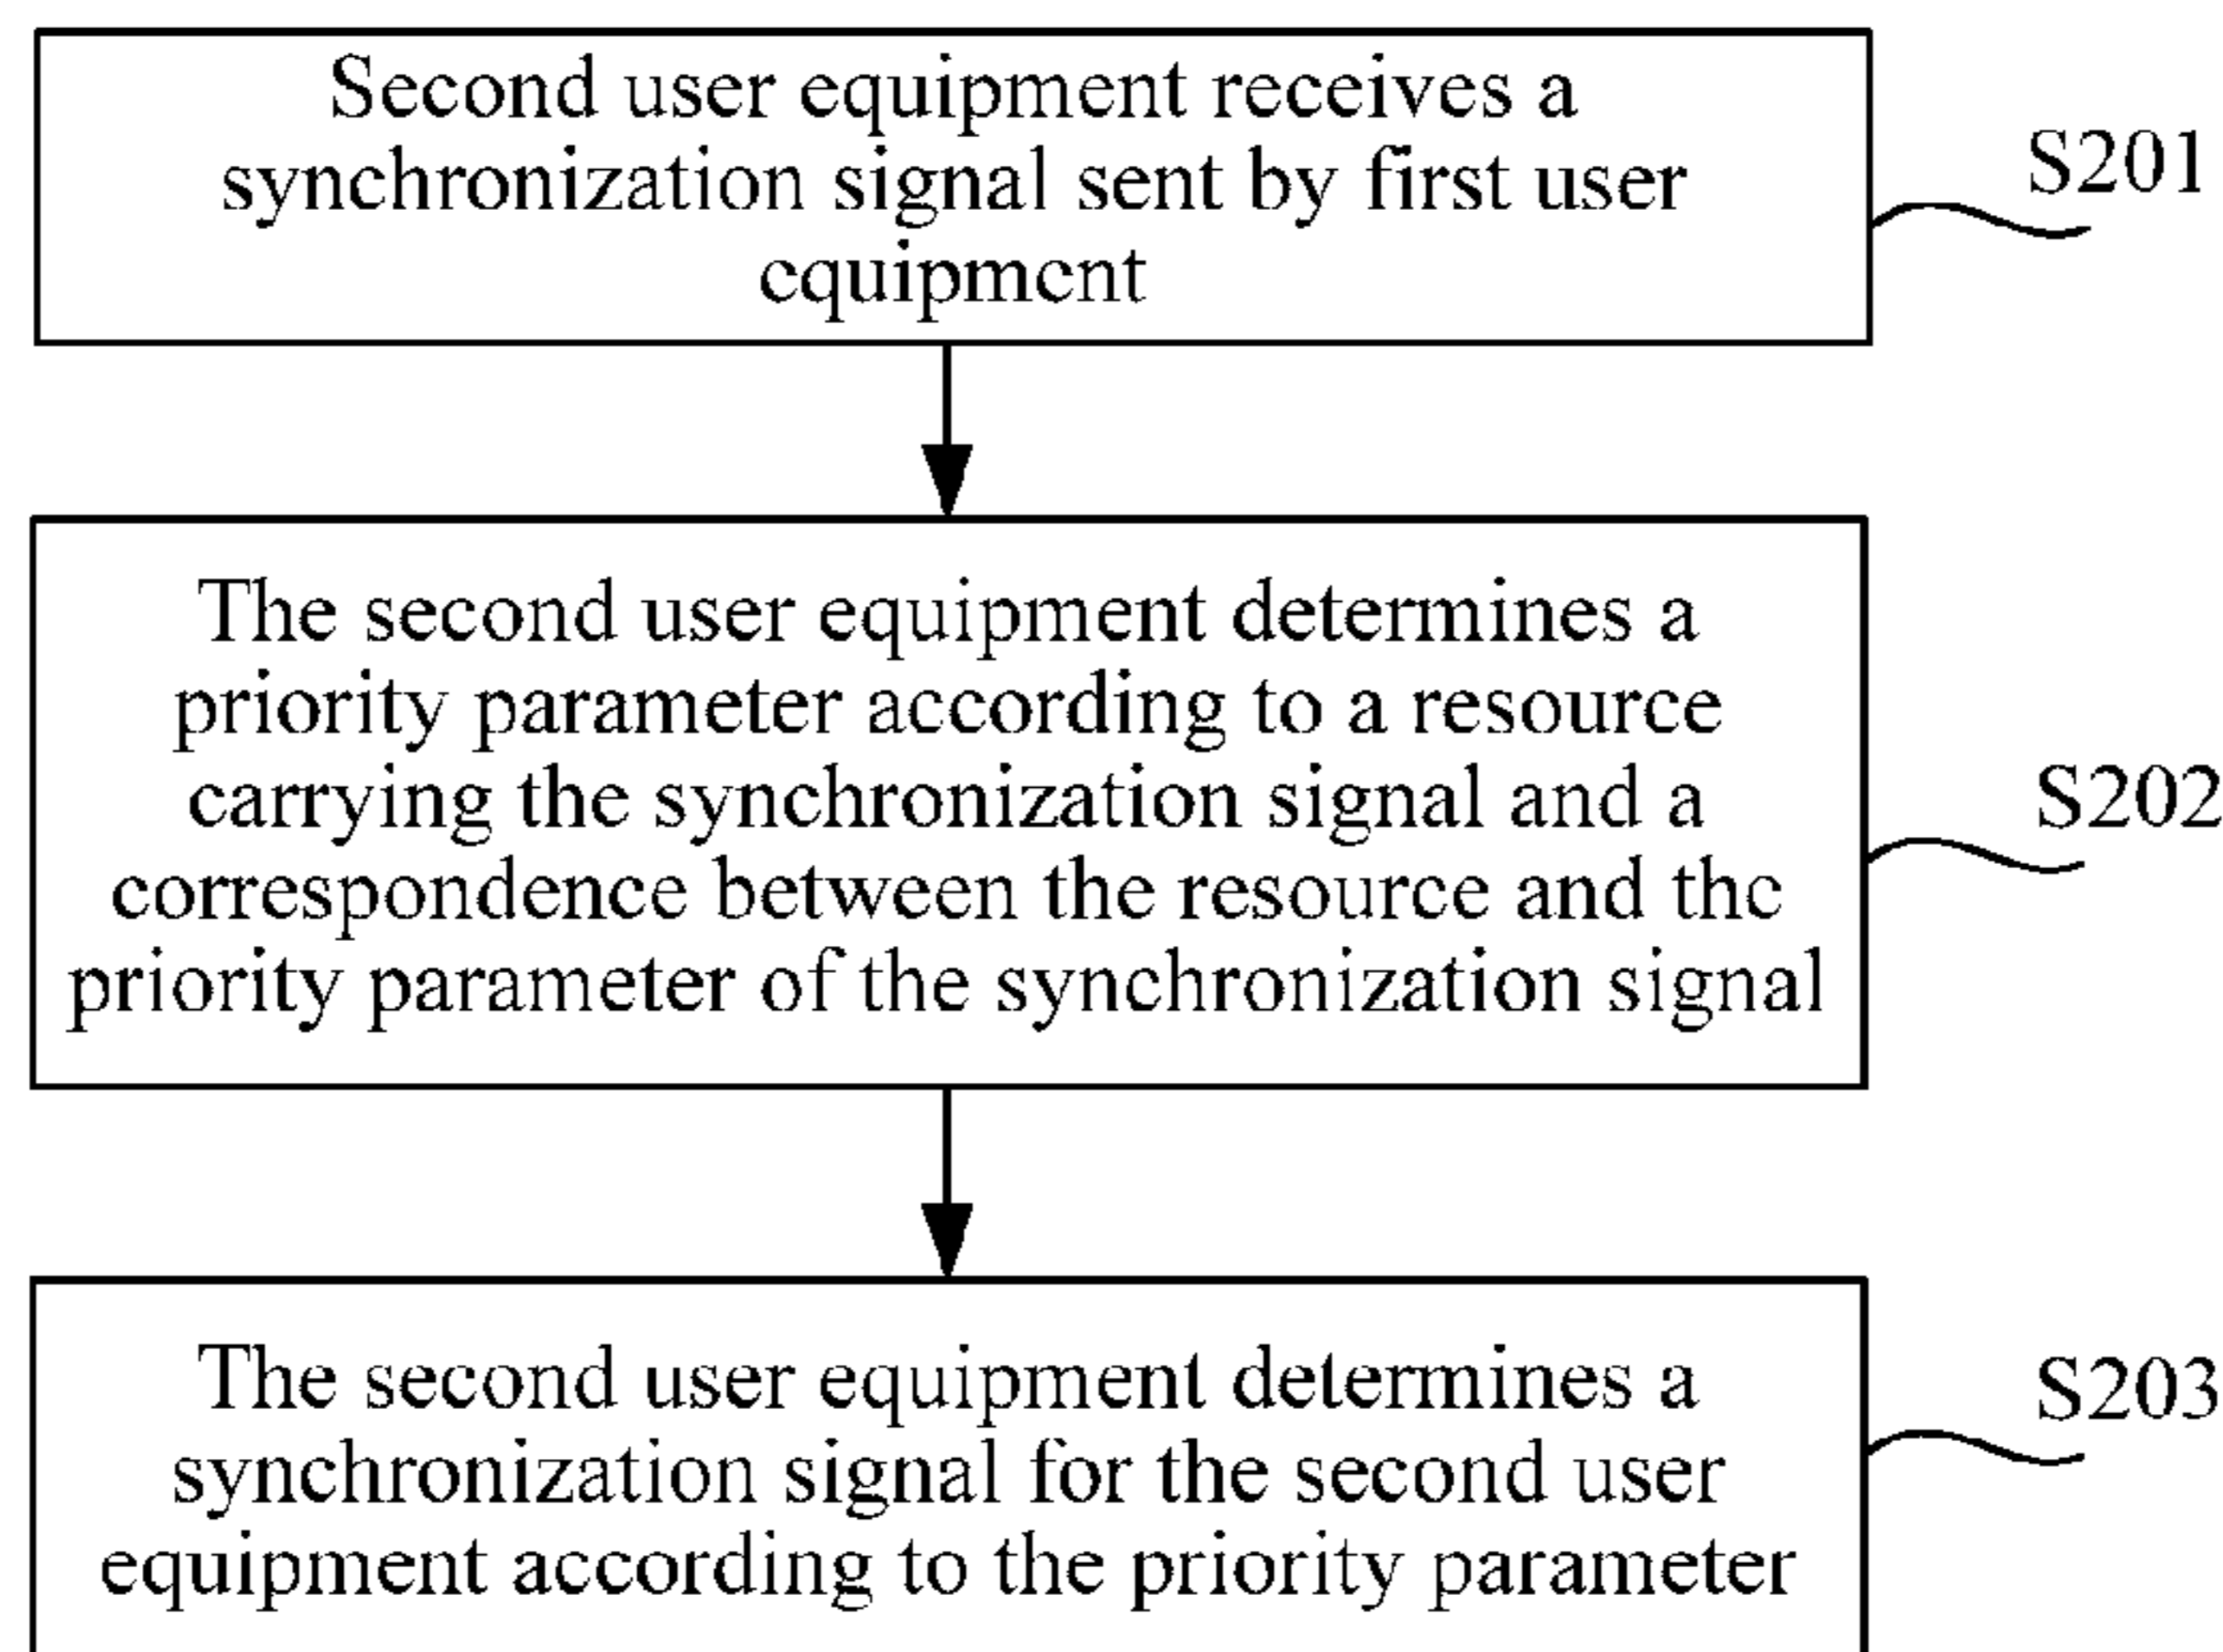 Second user equipment receives a
synchronization signal sent by first user
equipment
S201
The second user equipment determines a
priority parameter according to a resource
carrying the synchronization signal and a
correspondence between the resource and the
priority parameter of the synchronization signal
S202
The second user equipment determines a
synchronization signal for the second user
equipment according to the priority parameter
S203